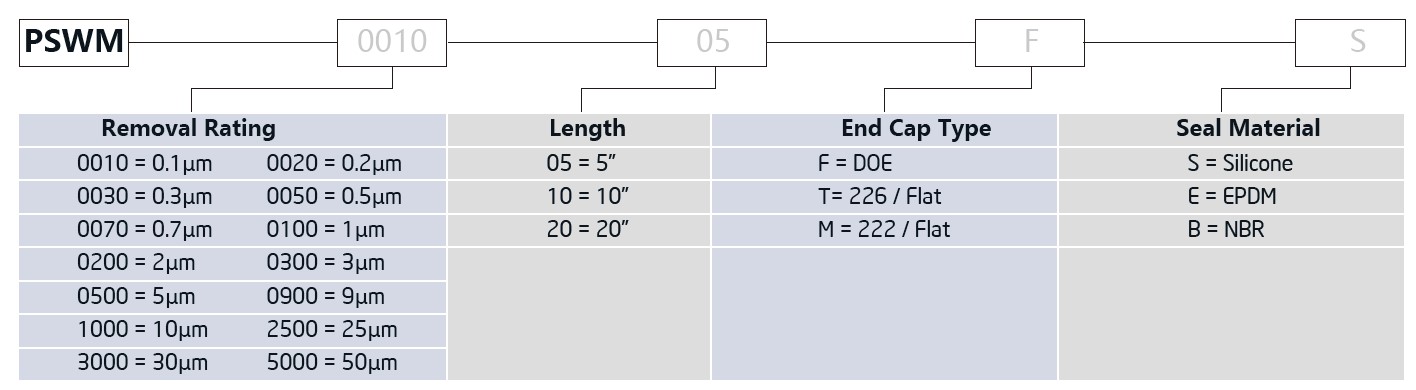 PSWM 0010 05 F S
Removal Rating Length End Cap Type Seal Material
0010 = 0.1µm 0020 = 0.2µm 05 = 5” F = DOE S = Silicone
0030 = 0.3µm 0050 = 0.5µm 10 = 10” T= 226 / Flat E = EPDM
0070 = 0.7µm 0100 = 1µm 20 = 20” M = 222 / Flat B = NBR
0200 = 2µm 0300 = 3µm
0500 = 5µm 0900 = 9µm
1000 = 10µm 2500 = 25µm
3000 = 30µm 5000 = 50µm